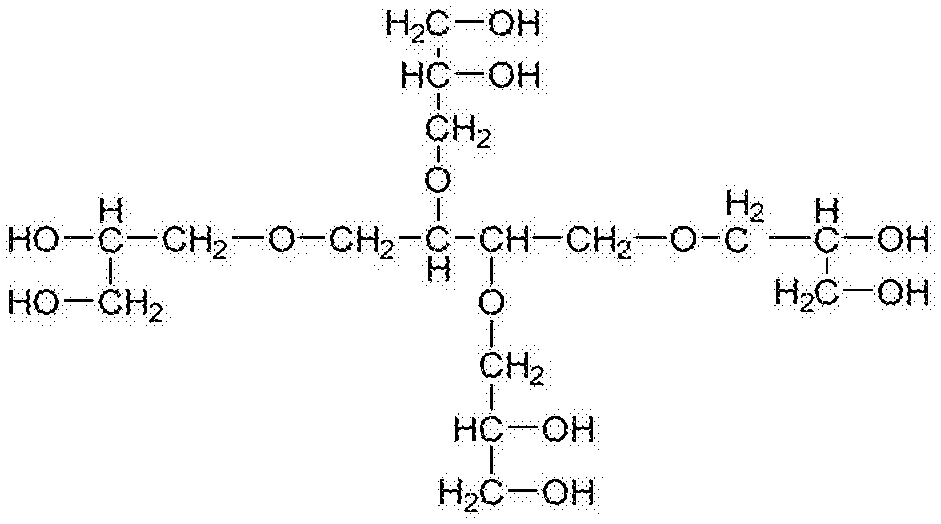 H₂C—OH
HC—OH
CH₂
O
H H₂ H
HO—C—CH₂—O—CH₂—C—CH—CH₂—O—C—C—OH
H
HO—CH₂ O H₂C—OH
CH₂
HC—OH
H₂C—OH